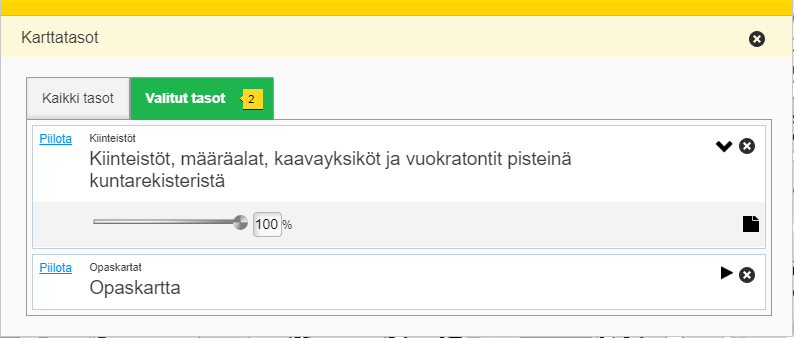 Karttatasot
Kaikki tasot
Valitut tasot
2
Piilota
Kiinteistöt
Kiinteistöt, määräalat, kaavayksiköt ja vuokratontit pisteinä
kuntarekisteristä
100 %
Piilota
Opaskartat
Opaskartta